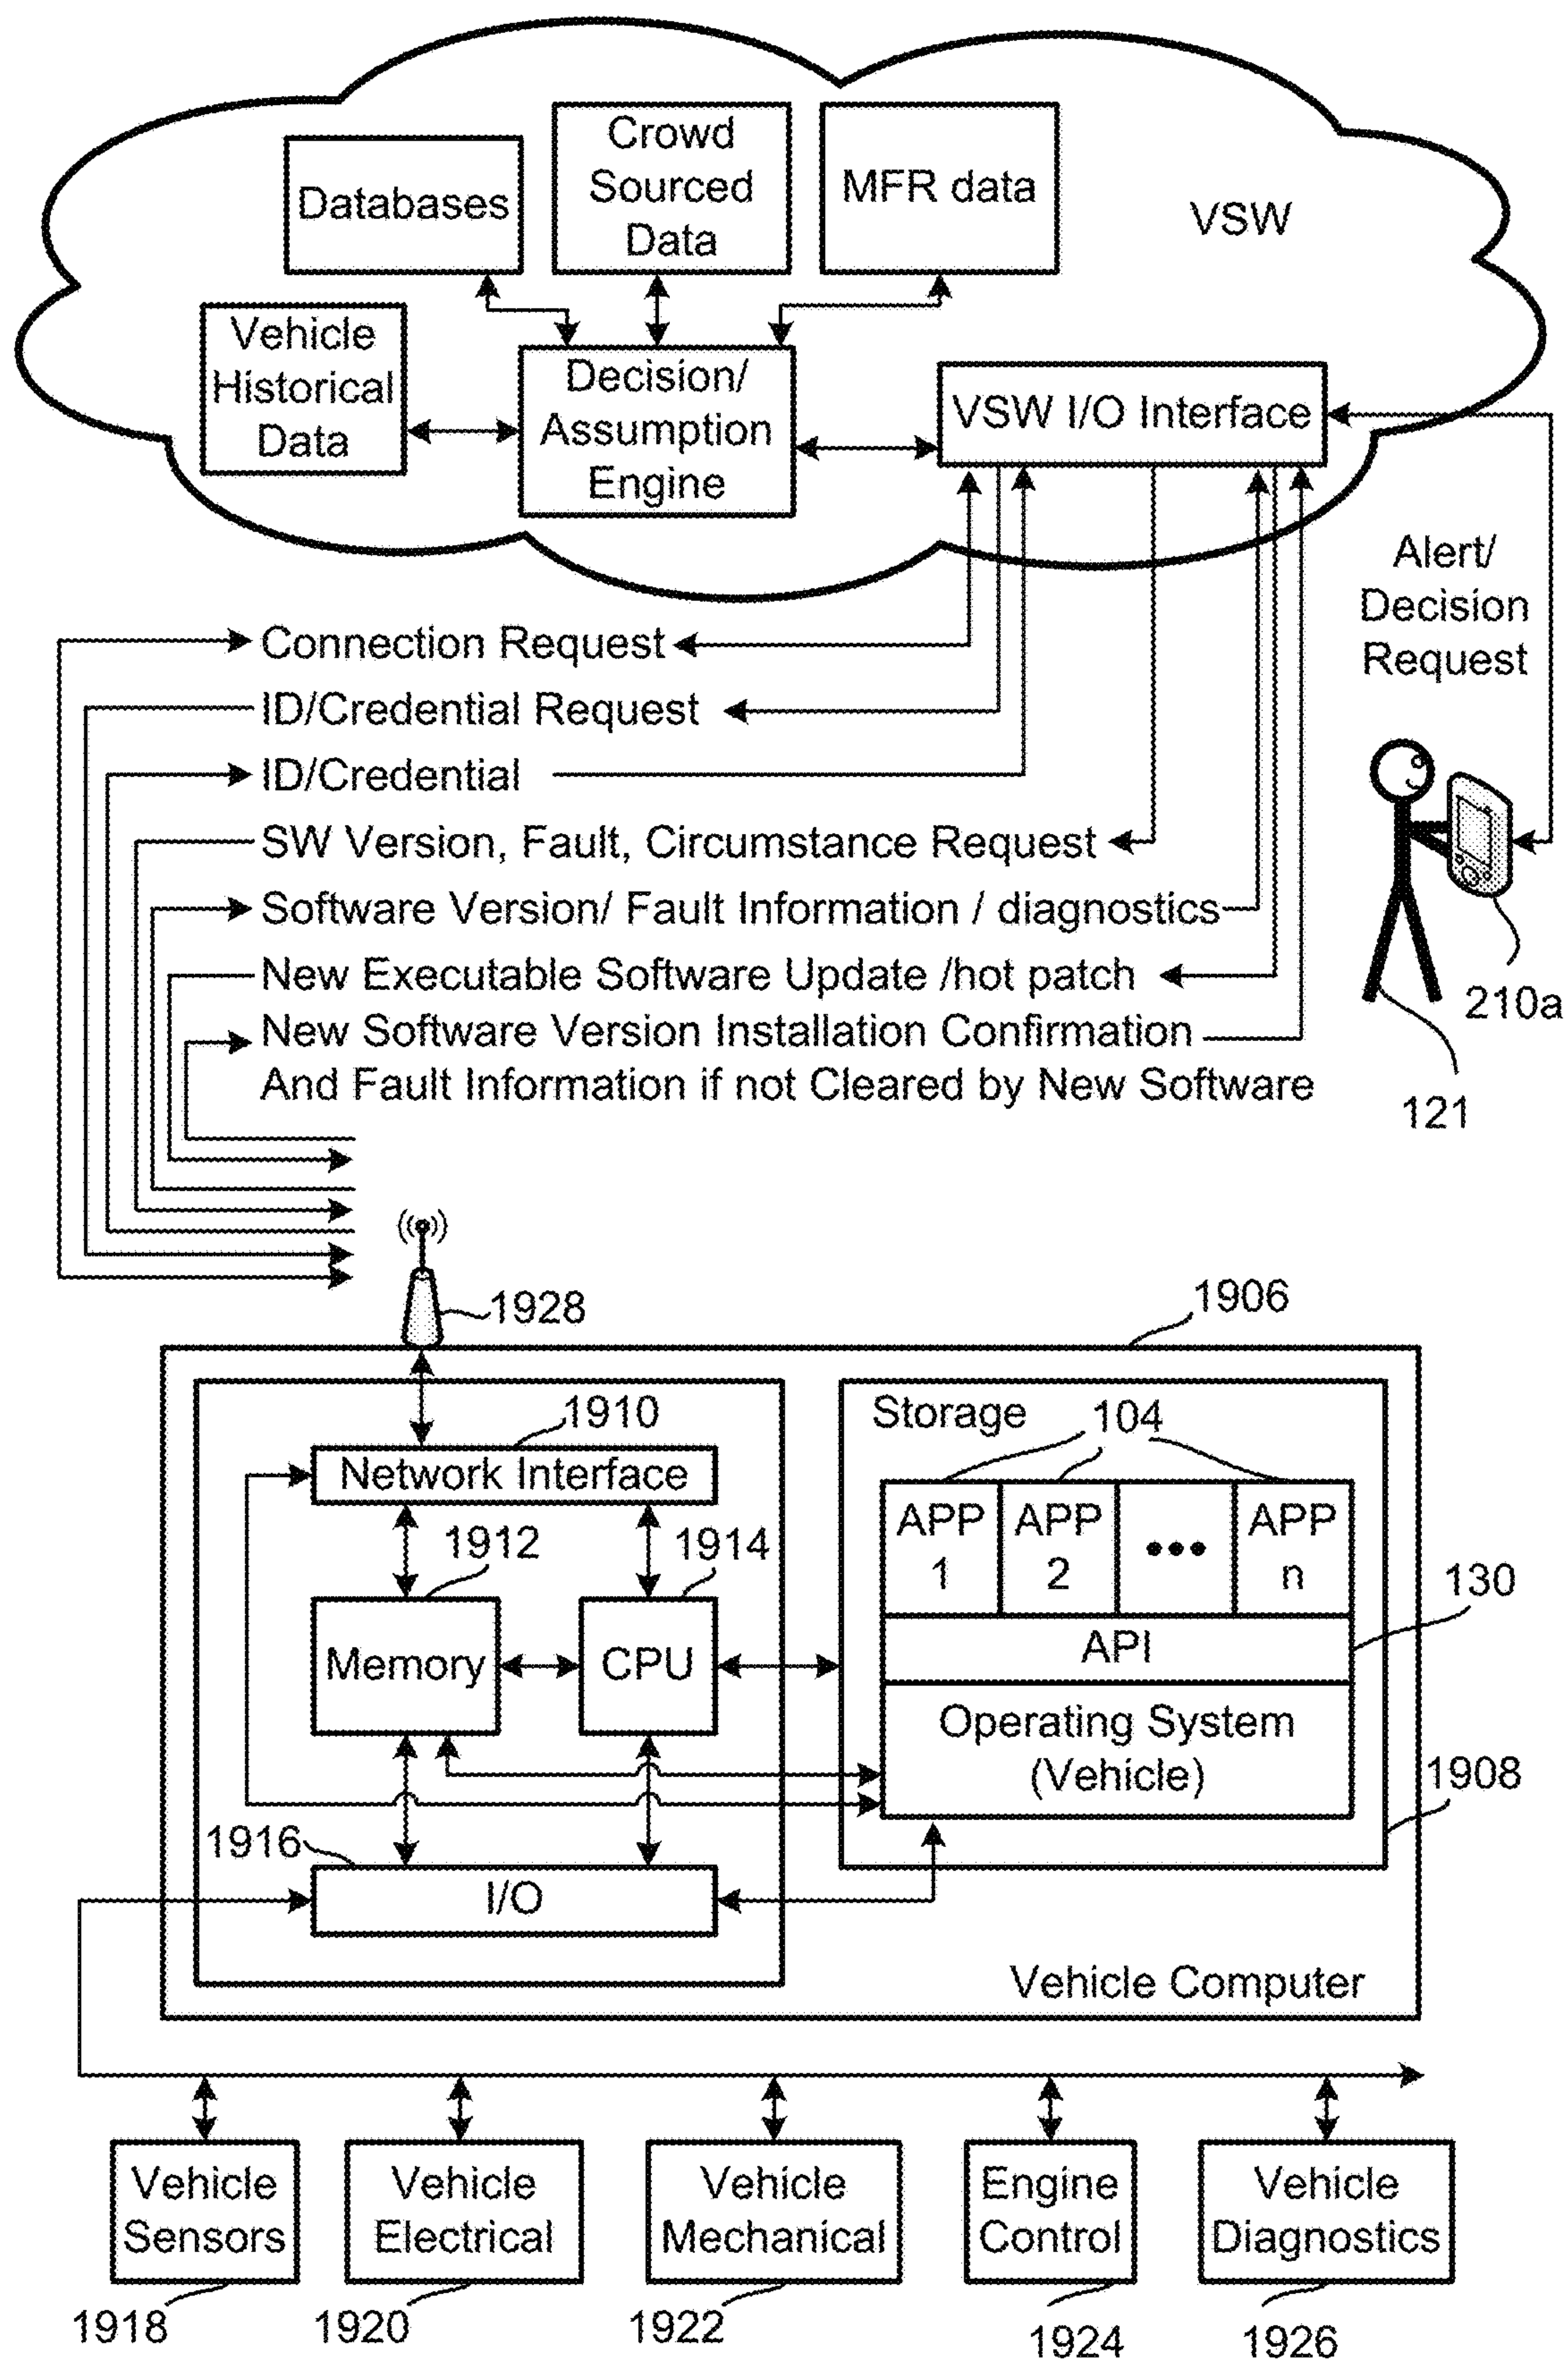 Databases
Crowd
Sourced
Data
MFR data
VSW
Vehicle
Historical
Data
Decision/
Assumption
Engine
VSW I/O Interface
Alert/
Decision
Request
Connection Request
ID/Credential Request
ID/Credential
SW Version, Fault, Circumstance Request
Software Version/ Fault Information / diagnostics
New Executable Software Update /hot patch
New Software Version Installation Confirmation
And Fault Information if not Cleared by New Software
210a
121
1928
1906
1910
Network Interface
1912
1914
Memory
CPU
Storage
104
APP
1
APP
2
•••
APP
n
130
API
Operating System
(Vehicle)
1908
1916
I/O
Vehicle Computer
Vehicle
Sensors
Vehicle
Electrical
Vehicle
Mechanical
Engine
Control
Vehicle
Diagnostics
1918
1920
1922
1924
1926